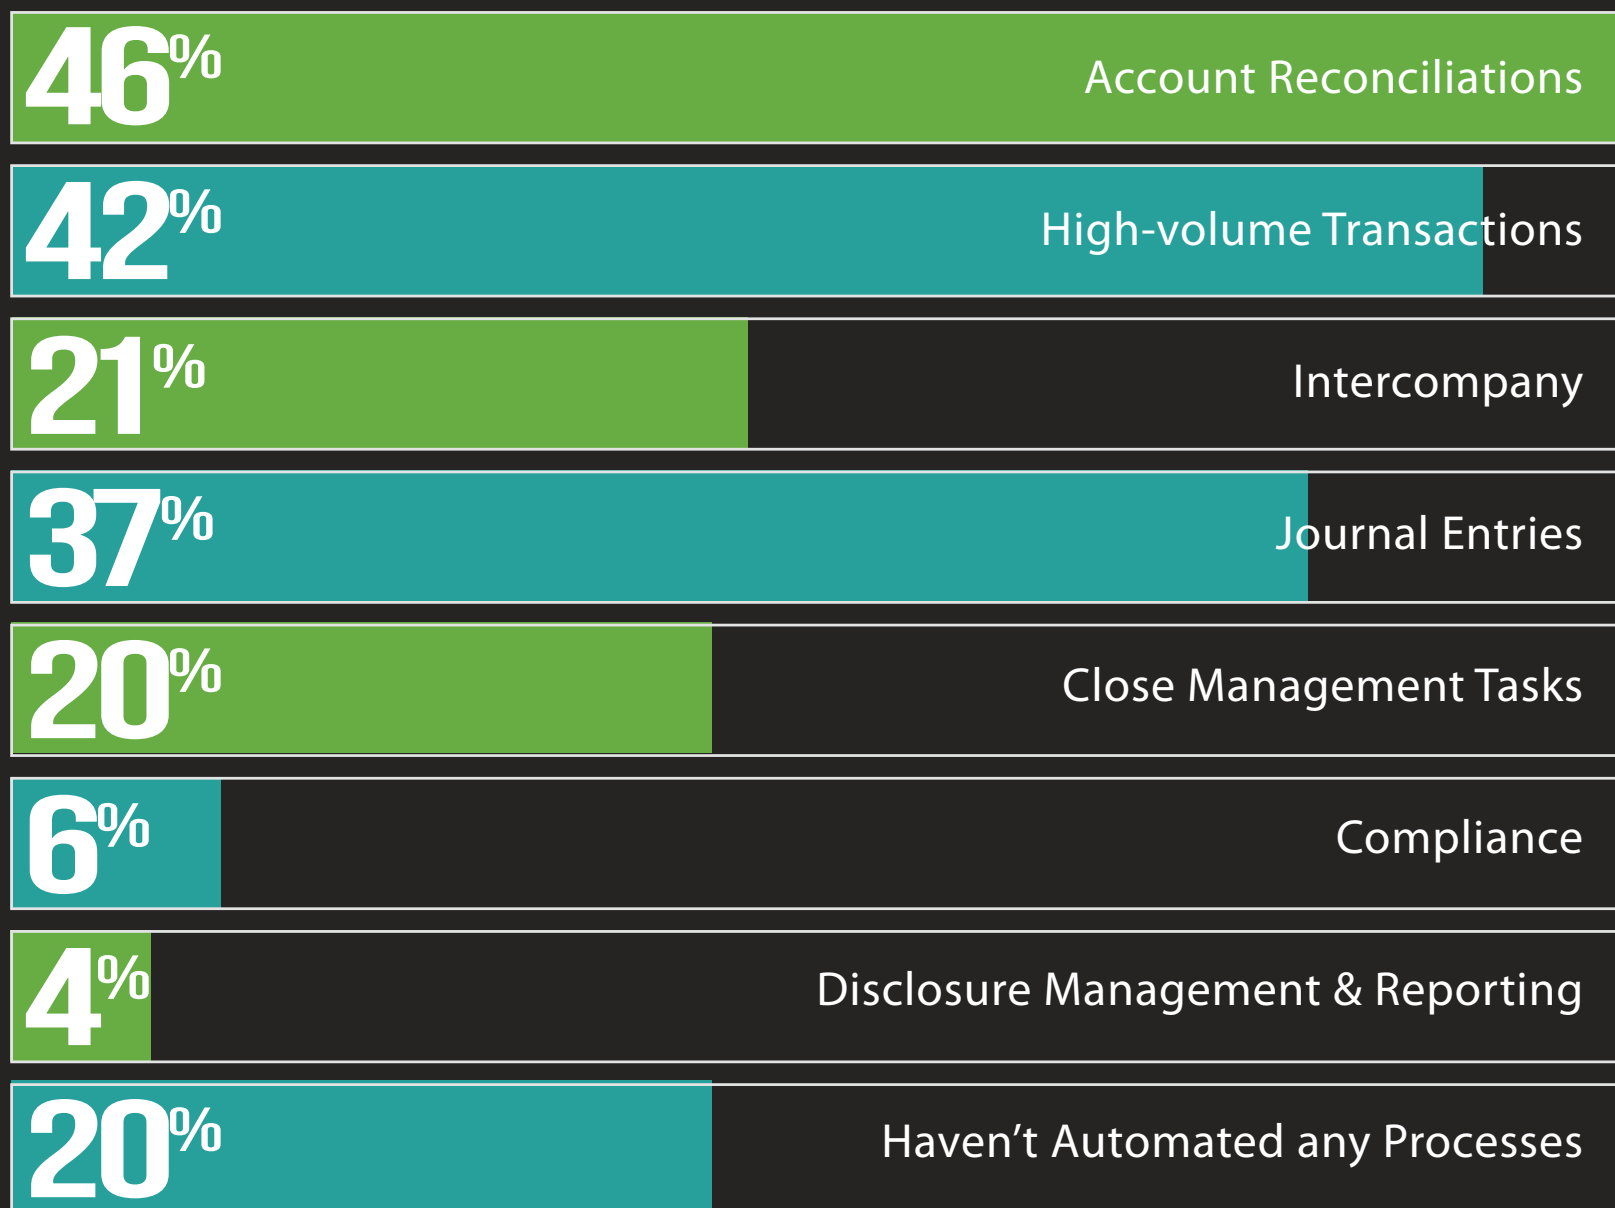 46% Account Reconciliations
42% High-volume Transactions
21% Intercompany
37% Journal Entries
20% Close Management Tasks
6% Compliance
4% Disclosure Management & Reporting
20% Haven’t Automated any Processes